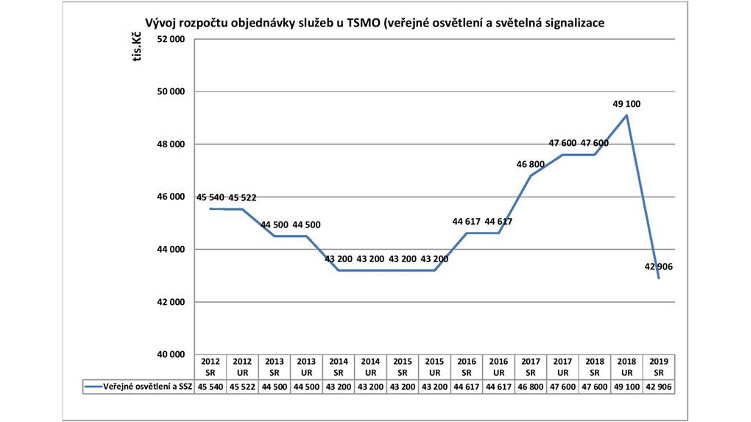 Vývoj rozpočtu objednávky služeb u TSMO (veřejné osvětlení a světelná signalizace
tis.Kč
52 000
50 000
48 000
46 000
44 000
42 000
40 000
45 540 45 522 44 500 44 500 43 200 43 200 43 200 43 200 44 617 44 617 46 800 47 600 47 600 49 100 42 906
2012 2012 2013 2013 2014 2014 2015 2015 2016 2016 2017 2017 2018 2018 2019
SR UR SR UR SR UR SR UR SR UR SR UR SR UR SR
Veřejné osvětlení a SSZ 45 540 45 522 44 500 44 500 43 200 43 200 43 200 43 200 44 617 44 617 46 800 47 600 47 600 49 100 42 906